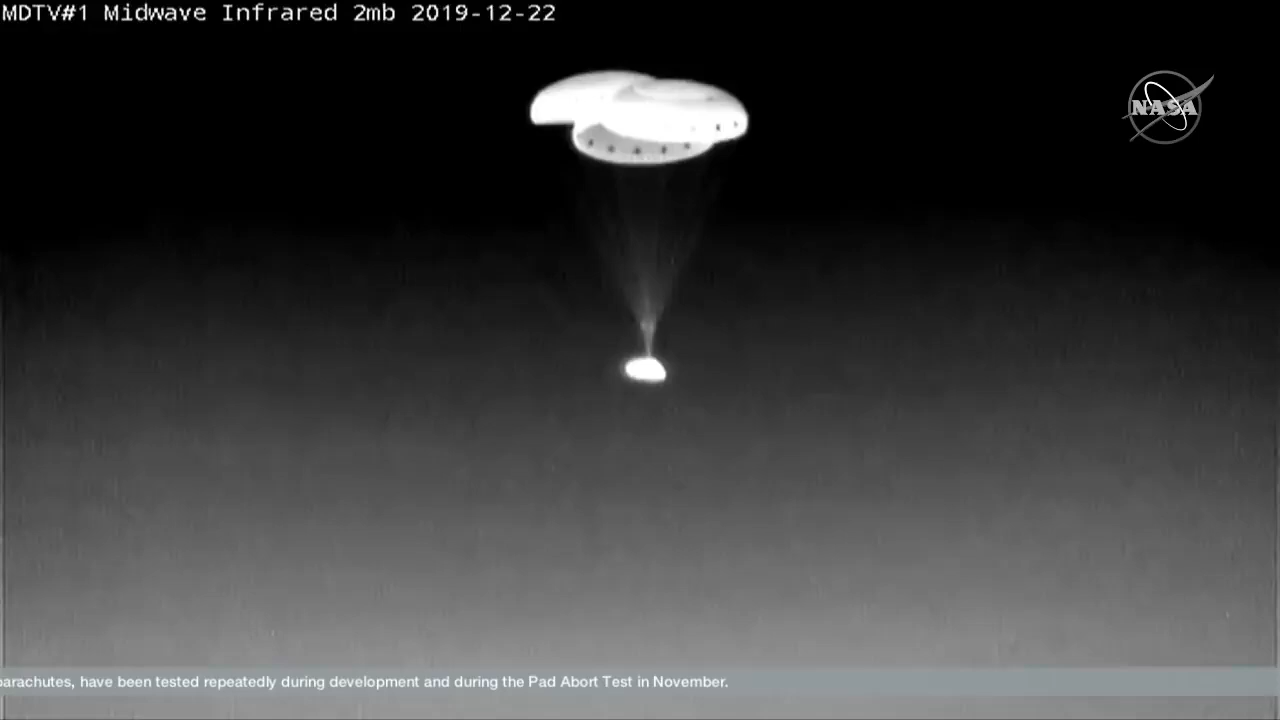 MDTV#1 Midwave Infrared 2mb 2019-12-22
NASA
parachutes, have been tested repeatedly during development and during the Pad Abort Test in November.